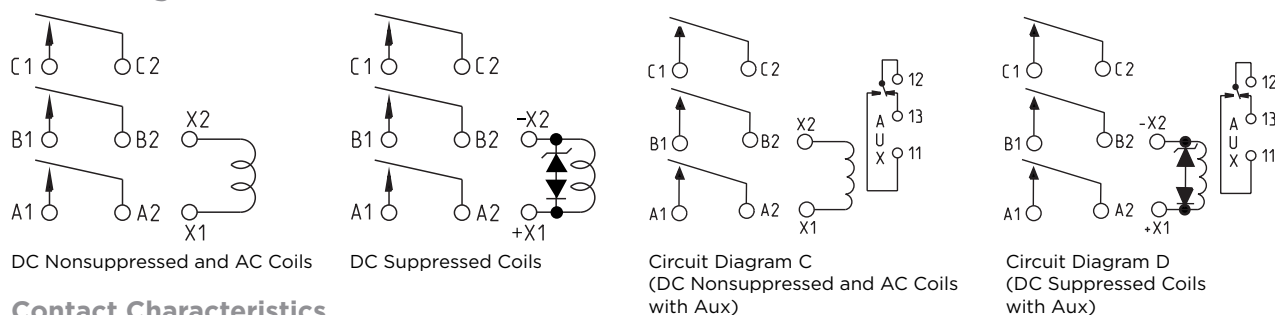 C1 C2
B1 B2 X2
A1 A2 X1
DC Nonsuppressed and AC Coils
C1 C2
B1 B2 -X2
A1 A2 +X1
DC Suppressed Coils
C1 C2 12
13
B1 B2 X2 AUX
11
A1 A2 X1
Circuit Diagram C
(DC Nonsuppressed and AC Coils
with Aux)
C1 C2 12
13
B1 B2 -X2 AUX
11
A1 A2 +X1
Circuit Diagram D
(DC Suppressed Coils
with Aux)
Contact Characteristics